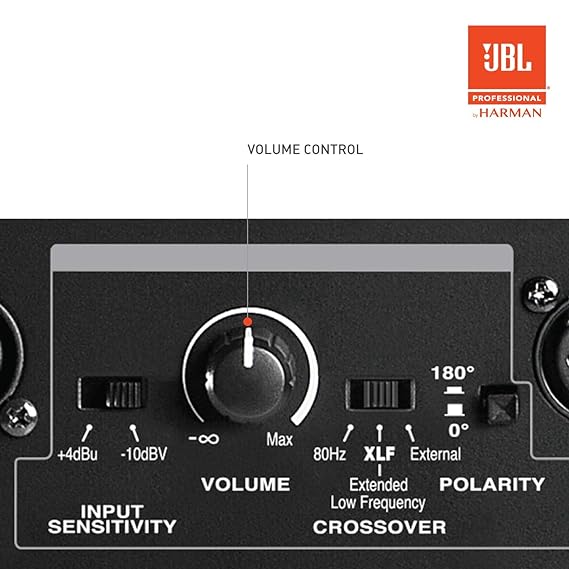 JBL
PROFESSIONAL
by HARMAN
VOLUME CONTROL
180°
0°
+4dBu
-10dBV
-∞
Max
80Hz
XLF
External
Extended
Low Frequency
INPUT
SENSITIVITY
VOLUME
CROSSOVER
POLARITY